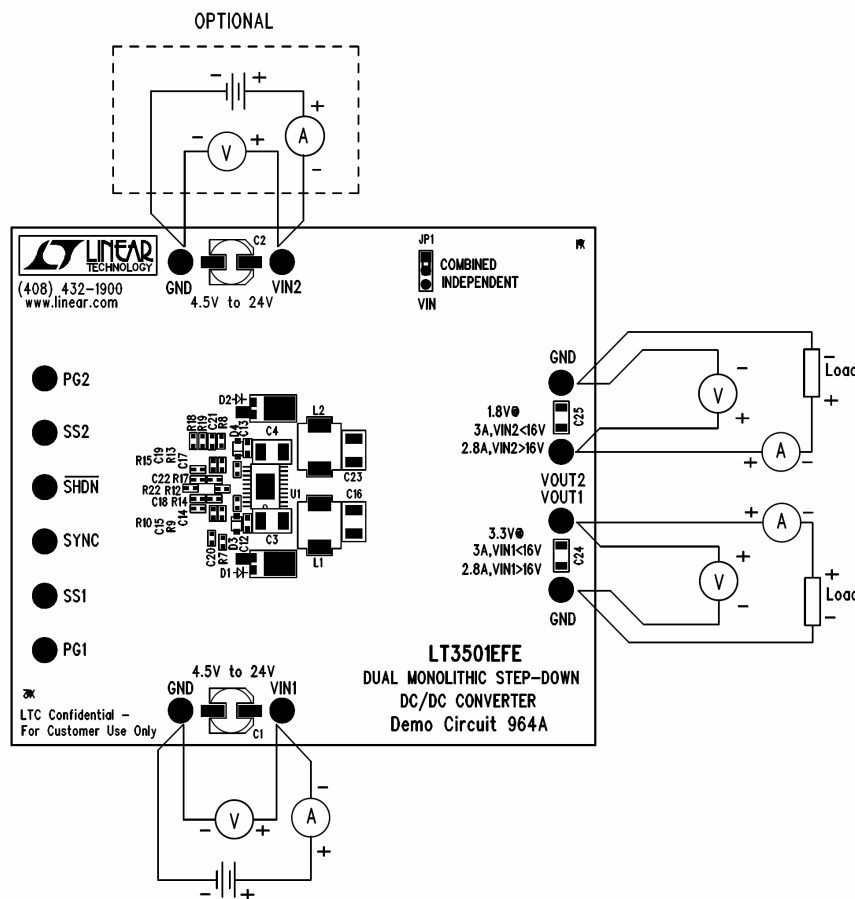 OPTIONAL
- +
+
A
-
- V +
LT LINEAR
TECHNOLOGY
(408) 432-1900
www.linear.com
GND
C2
VIN2
4.5V to 24V
JP1
COMBINED
INDEPENDENT
VIN
PG2
SS2
SHDN
SYNC
SS1
PG1
D2
R18
R19
C21
R8
D4
C13
L2
C4
C19
R13
R15
C17
C23
C22 R17
R22 R12
U1
C16
C18 R14
C14
R10
C15
R9
C20
R7
D3
C12
C3
L1
D1
GND
1.8V@
3A,VIN2<16V
2.8A,VIN2>16V
C25
VOUT2
VOUT1
3.3V@
3A,VIN1<16V
2.8A,VIN1>16V
C24
GND
-
V
+
-
Load
+
+ A -
+ A -
+
V
-
+
Load
-
LT3501EFE
DUAL MONOLITHIC STEP-DOWN
DC/DC CONVERTER
Demo Circuit 964A
4.5V to 24V
GND
VIN1
C1
LTC Confidential -
For Customer Use Only
- V +
-
A
+
- +